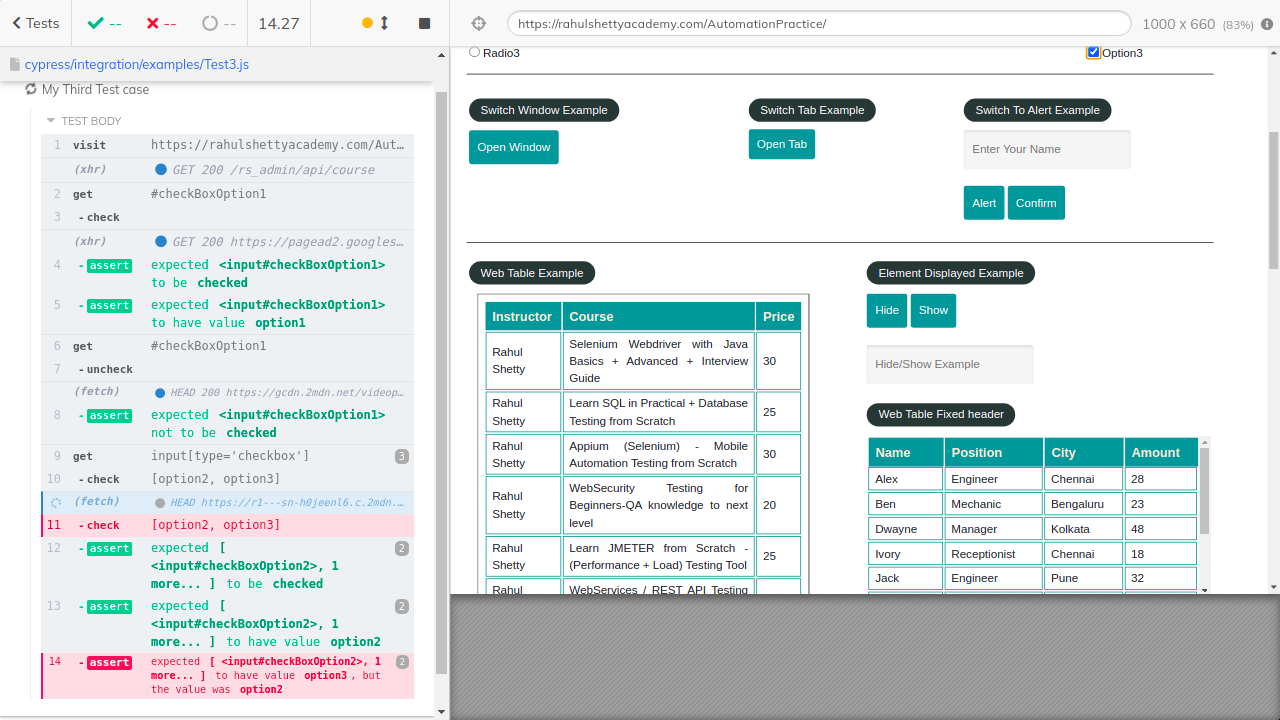 Tests
--
--
--
14.27
https://rahulshettyacademy.com/AutomationPractice/
1000 x 660 (83%)
cypress/integration/examples/Test3.js
My Third Test case
TEST BODY
1 visit https://rahulshettyacademy.com/Aut…
(xhr) GET 200 /rs_admin/api/course
2 get #checkBoxOption1
3 - check
(xhr) GET 200 https://pagead2.googles…
4 - assert expected <input#checkBoxOption1>
to be checked
5 - assert expected <input#checkBoxOption1>
to have value option1
6 get #checkBoxOption1
7 - uncheck
(fetch) HEAD 200 https://gcdn.2mdn.net/videop…
8 - assert expected <input#checkBoxOption1>
not to be checked
9 get input[type='checkbox'] 3
10 - check [option2, option3]
(fetch) HEAD https://r1---sn-h0jeenl6.c.2mdn.…
11 - check [option2, option3]
12 - assert expected [ 2
<input#checkBoxOption2>, 1
more... ] to be checked
13 - assert expected [ 2
<input#checkBoxOption2>, 1
more... ] to have value option2
14 - assert expected [ <input#checkBoxOption2>, 1 2
more... ] to have value option3, but
the value was option2
Radio3
Option3
Switch Window Example
Switch Tab Example
Switch To Alert Example
Open Window
Open Tab
Enter Your Name
Alert
Confirm
Web Table Example
Instructor Course Price
Rahul Shetty Selenium Webdriver with Java
Basics + Advanced + Interview 30
Guide
Rahul Shetty Learn SQL in Practical + Database
Testing from Scratch 25
Rahul Shetty Appium (Selenium) - Mobile
Automation Testing from Scratch 30
Rahul Shetty WebSecurity Testing for
Beginners-QA knowledge to next 20
level
Rahul Shetty Learn JMETER from Scratch -
(Performance + Load) Testing Tool 25
Rahul WebServices / REST API Testing
Element Displayed Example
Hide
Show
Hide/Show Example
Web Table Fixed header
Name Position City Amount
Alex Engineer Chennai 28
Ben Mechanic Bengaluru 23
Dwayne Manager Kolkata 48
Ivory Receptionist Chennai 18
Jack Engineer Pune 32